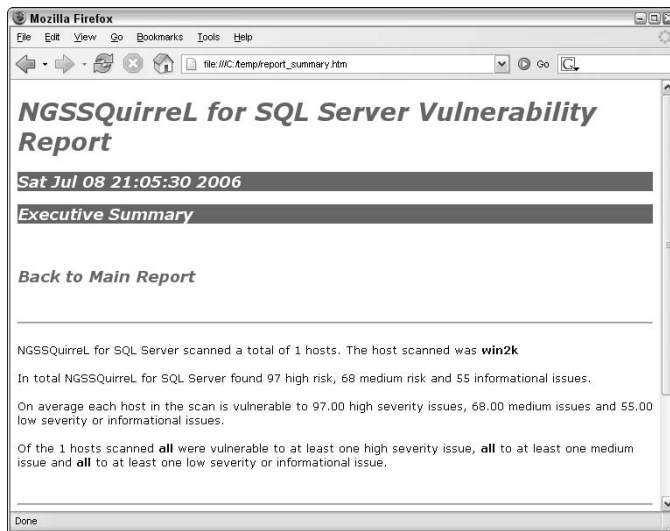 Mozilla Firefox
File Edit View Go Bookmarks Tools Help
file:///C:/temp/report_summary.htm Go G
NGSSQuirreL for SQL Server Vulnerability
Report
Sat Jul 08 21:05:30 2006
Executive Summary
Back to Main Report
NGSSQuirreL for SQL Server scanned a total of 1 hosts. The host scanned was win2k
In total NGSSQuirreL for SQL Server found 97 high risk, 68 medium risk and 55 informational issues.
On average each host in the scan is vulnerable to 97.00 high severity issues, 68.00 medium issues and 55.00
low severity or informational issues.
Of the 1 hosts scanned all were vulnerable to at least one high severity issue, all to at least one medium
issue and all to at least one low severity or informational issue.
Done